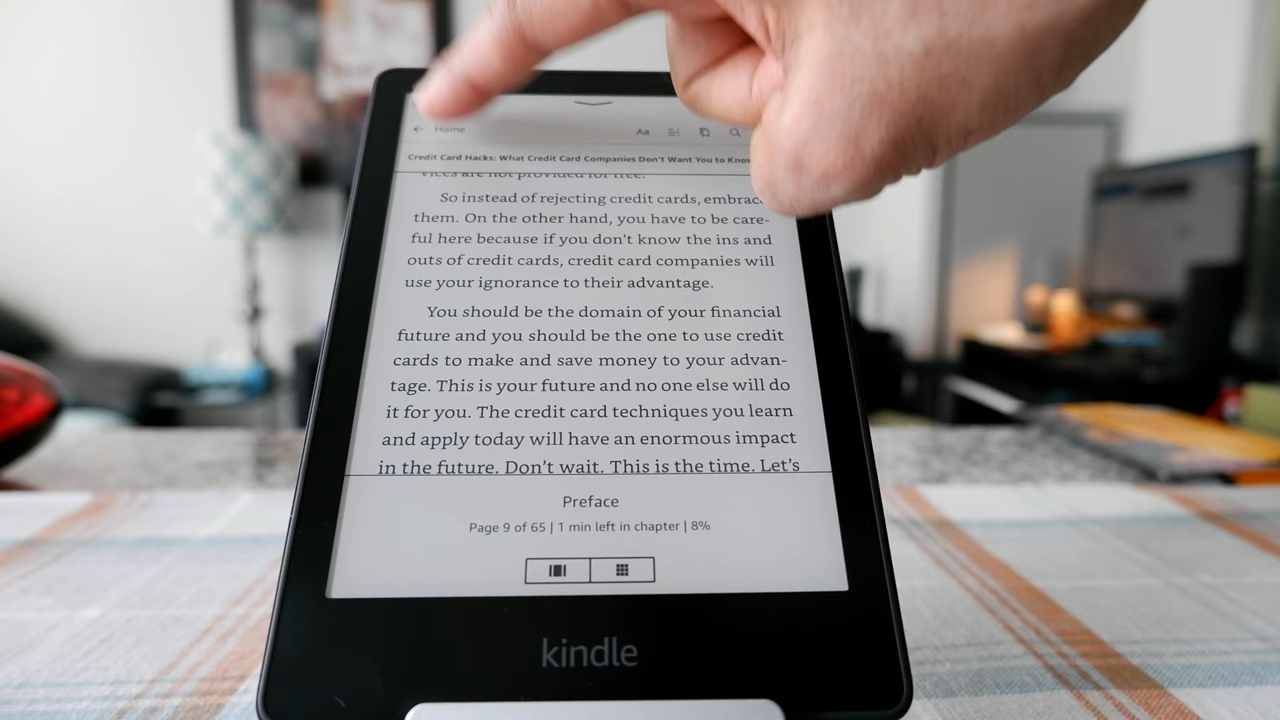 Home
Aa
Credit Card Hacks: What Credit Card Companies Don't Want You to Know
vices are not provided for free.
So instead of rejecting credit cards, embrace
them. On the other hand, you have to be care-
ful here because if you don't know the ins and
outs of credit cards, credit card companies will
use your ignorance to their advantage.
You should be the domain of your financial
future and you should be the one to use credit
cards to make and save money to your advan-
tage. This is your future and no one else will do
it for you. The credit card techniques you learn
and apply today will have an enormous impact
in the future. Don't wait. This is the time. Let's
Preface
Page 9 of 65 | 1 min left in chapter | 8%
kindle